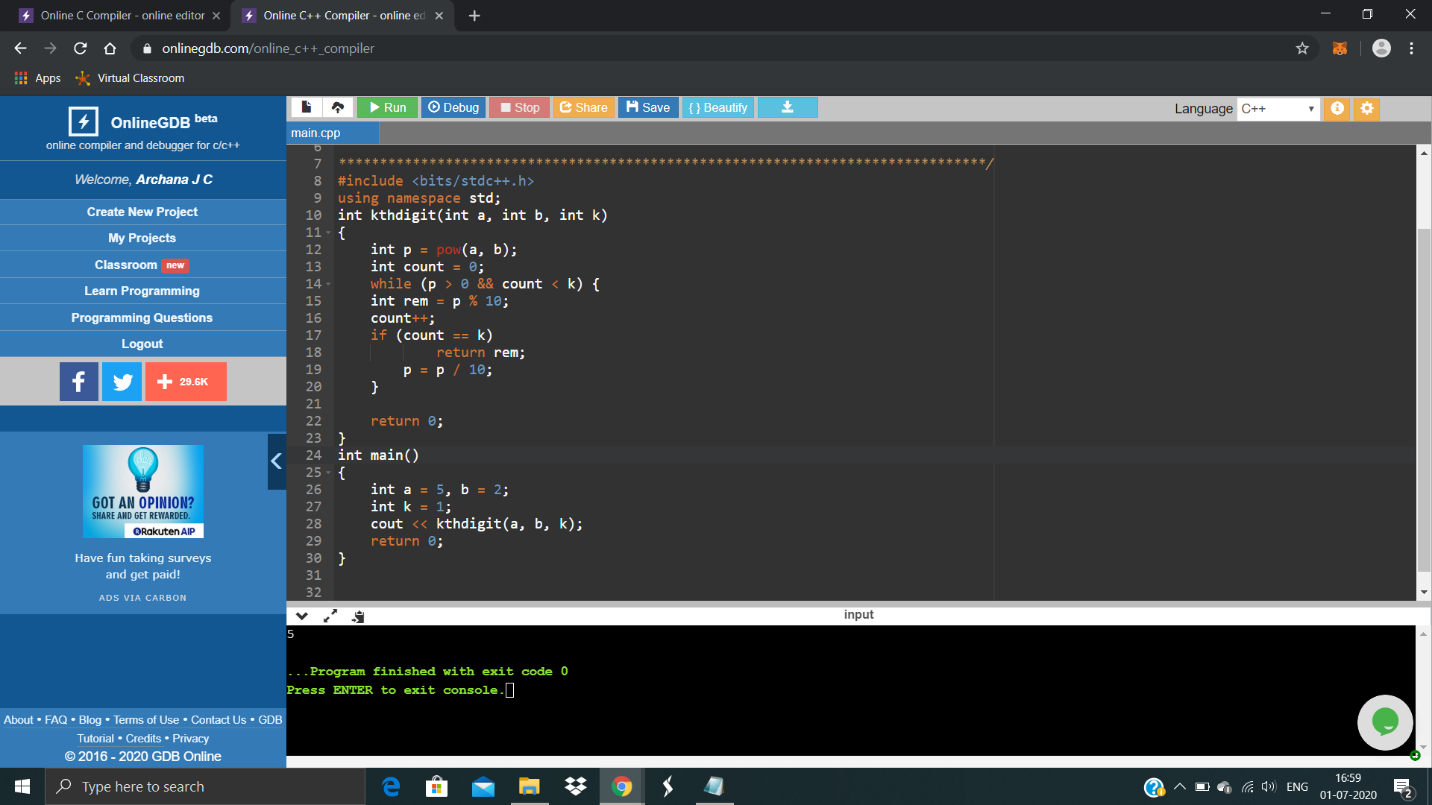 Online C Compiler - online editor
Online C++ Compiler - online ed
onlinegdb.com/online_c++_compiler
Apps
Virtual Classroom
OnlineGDB beta
online compiler and debugger for c/c++
Welcome, Archana J C
Create New Project
My Projects
Classroom new
Learn Programming
Programming Questions
Logout
f
+ 29.6K
GOT AN OPINION?
SHARE AND GET REWARDED.
Rakuten AIP
Have fun taking surveys
and get paid!
ADS VIA CARBON
About • FAQ • Blog • Terms of Use • Contact Us • GDB
Tutorial • Credits • Privacy
© 2016 - 2020 GDB Online
Run
Debug
Stop
Share
Save
{ } Beautify
Language C++
main.cpp
6
7 *******************************************************************************/
8 #include <bits/stdc++.h>
9 using namespace std;
10 int kthdigit(int a, int b, int k)
11 {
12 int p = pow(a, b);
13 int count = 0;
14 while (p > 0 && count < k) {
15 int rem = p % 10;
16 count++;
17 if (count == k)
18 return rem;
19 p = p / 10;
20 }
21
22 return 0;
23 }
24 int main()
25 {
26 int a = 5, b = 2;
27 int k = 1;
28 cout << kthdigit(a, b, k);
29 return 0;
30 }
31
32
input
5
...Program finished with exit code 0
Press ENTER to exit console.
Type here to search
ENG
16:59
01-07-2020
2